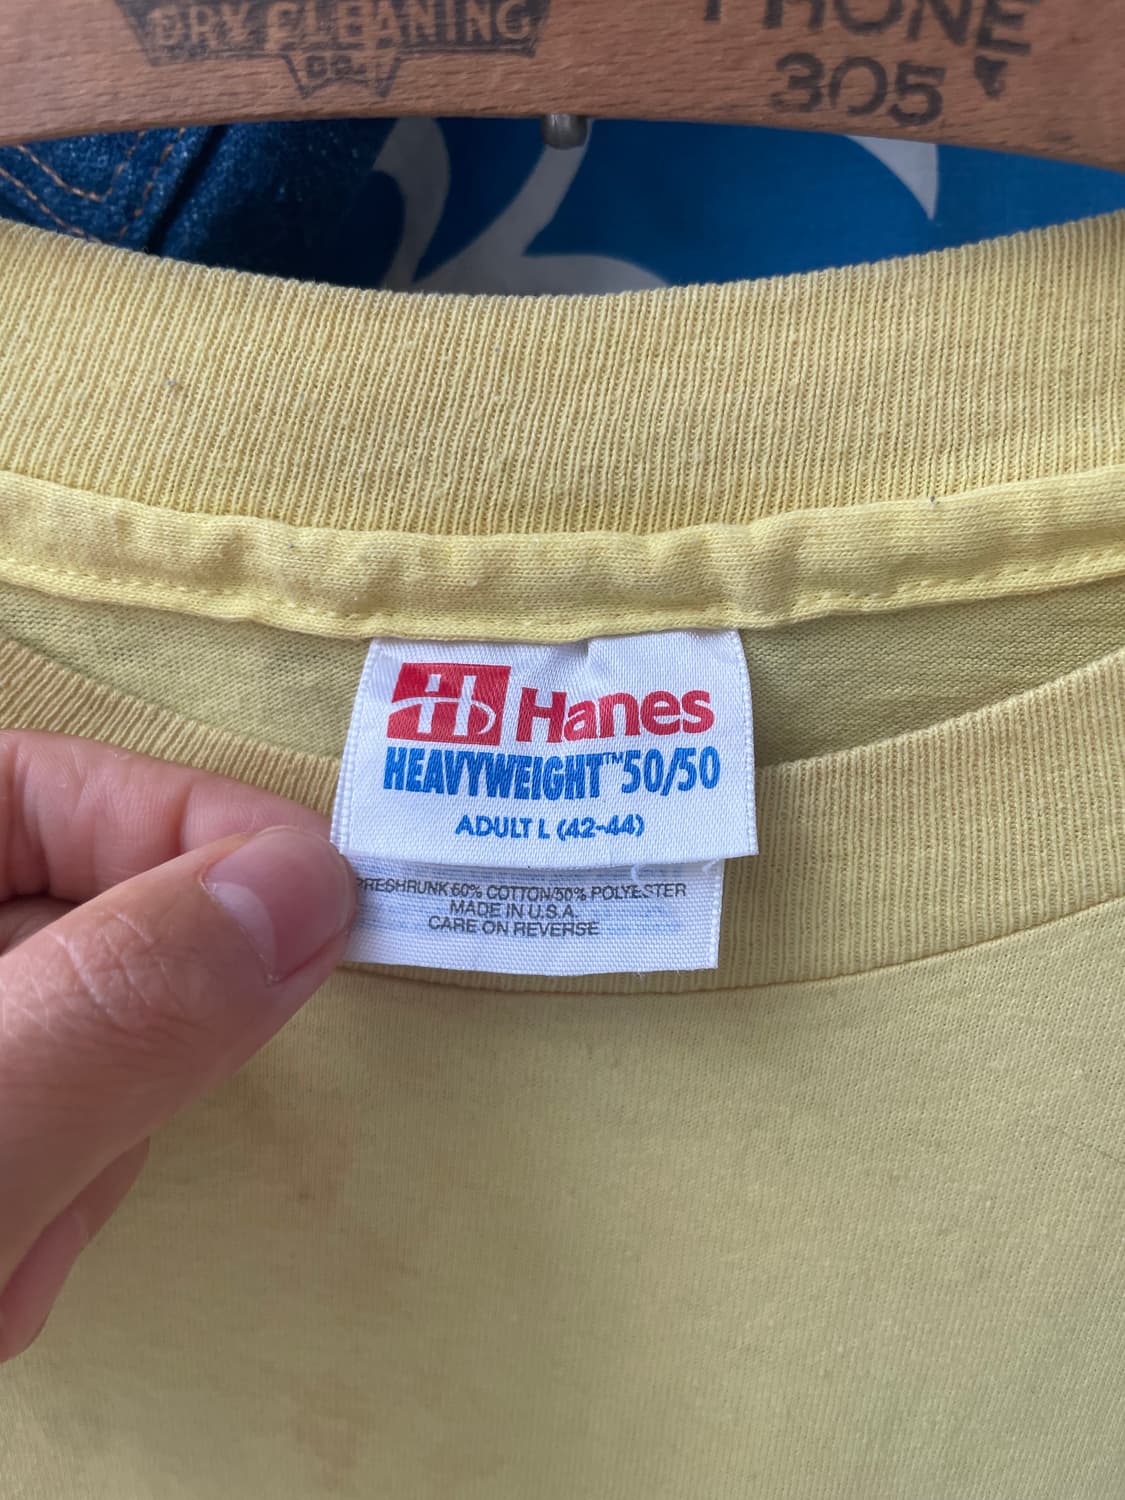 DRY CLEANING
CO.
PHONE
305
Hanes
HEAVYWEIGHT™ 50/50
ADULT L (42-44)
PRESHRUNK 50% COTTON/50% POLYESTER
MADE IN U.S.A.
CARE ON REVERSE